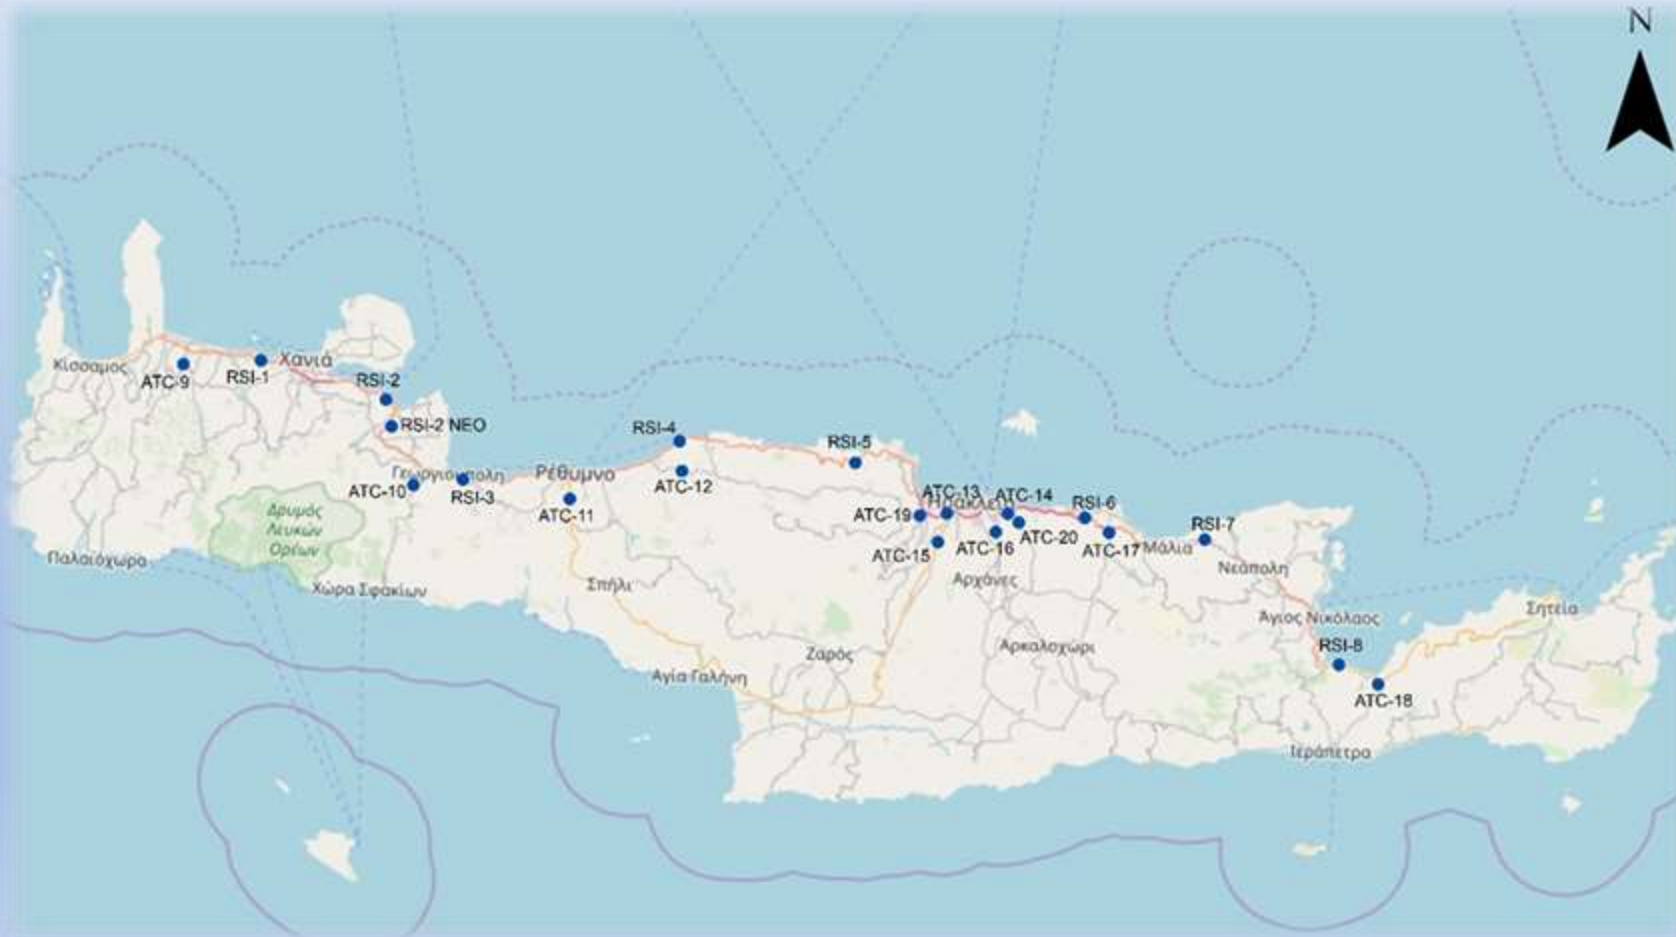 N
Κίσσαμος
ATC-9
RSI-1
Χανιά
RSI-2
RSI-2 NEO
Γεωργιούπολη
ATC-10
RSI-3
Ρέθυμνο
ATC-11
RSI-4
ATC-12
RSI-5
ATC-19
ATC-13
ATC-14
RSI-6
ATC-15
ATC-16
ATC-20
ATC-17
Μάλια
RSI-7
Δρυμός
Λευκών
Ορέων
Παλαιόχωρα
Χώρα Σφακίων
Σπήλι
Αρχάνες
Νεάπολη
Άγιος Νικόλαος
Σητεία
Αγία Γαλήνη
Ζαρός
Αρκαλοχώρι
RSI-8
ATC-18
Ιεράπετρα